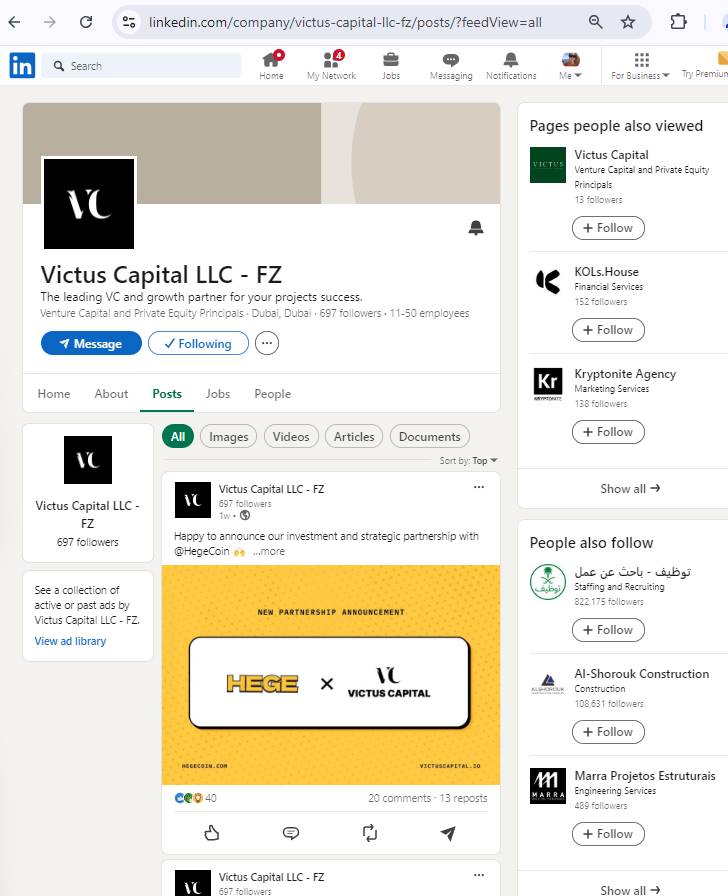 linkedin.com/company/victus-capital-llc-fz/posts/?feedView=all
in
Search
Home
4
My Network
Jobs
Messaging
Notifications
Me
For Business
Try Premiu
VC
Victus Capital LLC - FZ
The leading VC and growth partner for your projects success.
Venture Capital and Private Equity Principals · Dubai, Dubai · 697 followers · 11-50 employees
Message
Following
Home
About
Posts
Jobs
People
VC
Victus Capital LLC -
FZ
697 followers
See a collection of
active or past ads by
Victus Capital LLC - FZ.
View ad library
All
Images
Videos
Articles
Documents
Sort by: Top
VC
Victus Capital LLC - FZ
697 followers
1w •
Happy to announce our investment and strategic partnership with
@HegeCoin 🙌 ...more
NEW PARTNERSHIP ANNOUNCEMENT
HEGE
×
VC
VICTUS CAPITAL
HEGECOIN.COM
VICTUSCAPITAL.IO
40
20 comments · 13 reposts
VC
Victus Capital LLC - FZ
697 followers
Pages people also viewed
VICTUS
Victus Capital
Venture Capital and Private Equity
Principals
13 followers
+ Follow
KOLs.House
Financial Services
152 followers
+ Follow
Kr
KRYPTONITE
Kryptonite Agency
Marketing Services
138 followers
+ Follow
Show all →
People also follow
توظيف
توظيف - باحث عن عمل
Staffing and Recruiting
822,175 followers
+ Follow
ALSHOROUK
Al-Shorouk Construction
Construction
108,631 followers
+ Follow
MARRA
Marra Projetos Estruturais
Engineering Services
489 followers
+ Follow
Show all →